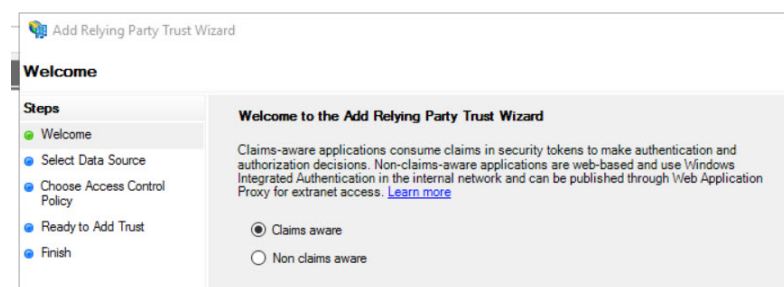 Add Relying Party Trust Wizard
Welcome
Steps
Welcome
Select Data Source
Choose Access Control
Policy
Ready to Add Trust
Finish
Welcome to the Add Relying Party Trust Wizard
Claims-aware applications consume claims in security tokens to make authentication and
authorization decisions. Non-claims-aware applications are web-based and use Windows
Integrated Authentication in the internal network and can be published through Web Application
Proxy for extranet access. Learn more
Claims aware
Non claims aware